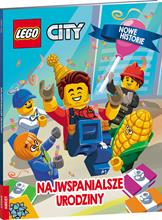 LEGO CITY
NOWE
HISTORIE
NAJWSPANIALSZE
URODZINY